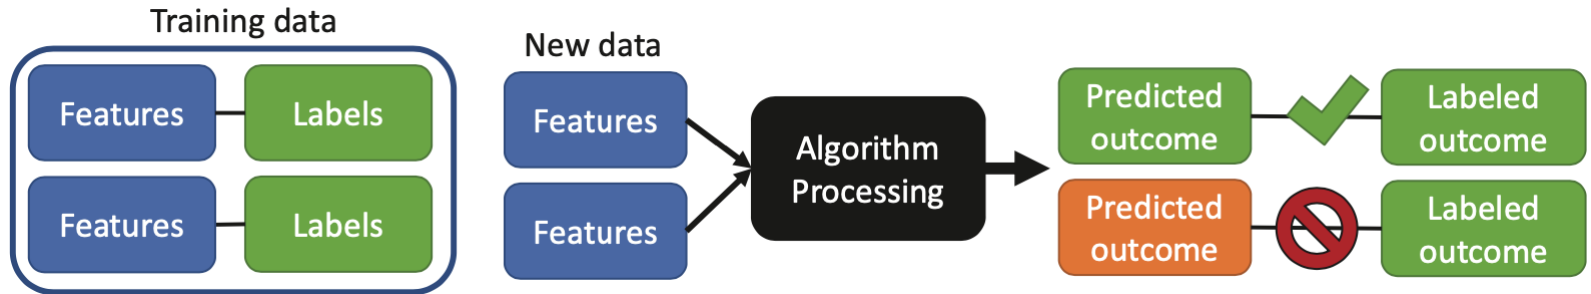 Training data
Features
Labels
Features
Labels
New data
Features
Features
Algorithm
Processing
Predicted
outcome
Labeled
outcome
Predicted
outcome
Labeled
outcome